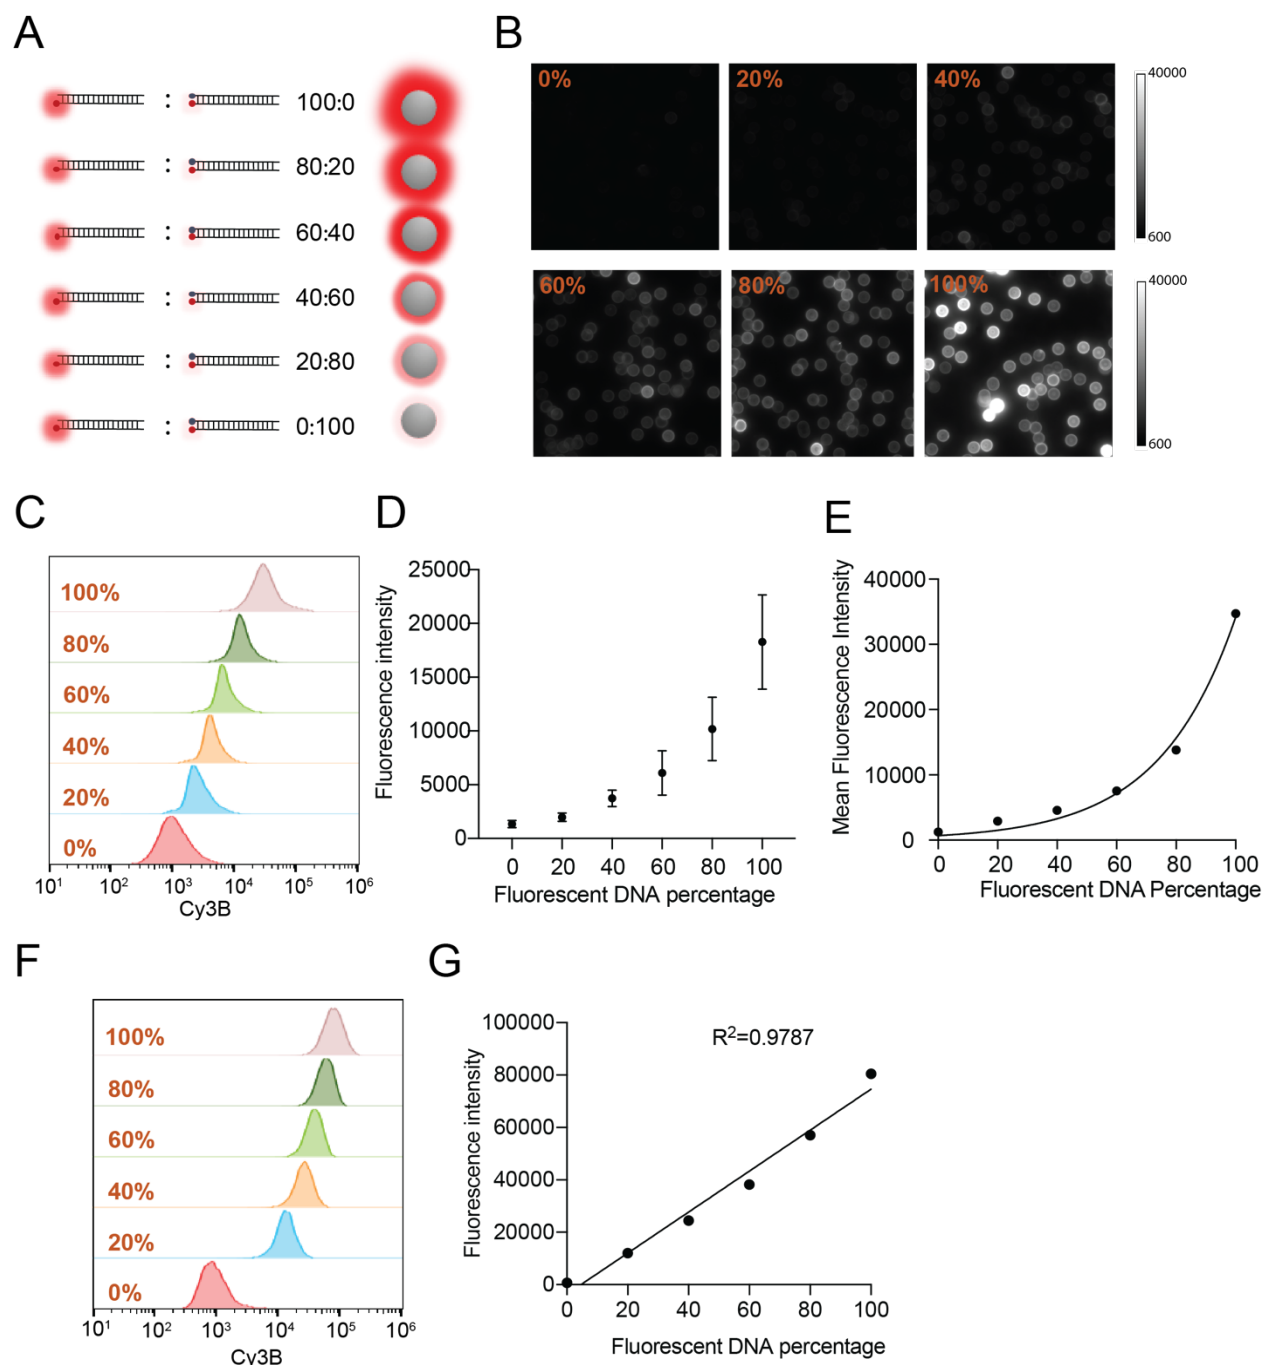 A
: 100:0
: 80:20
: 60:40
: 40:60
: 20:80
: 0:100
B
0% 20% 40%
40000
600
60% 80% 100%
40000
600
C
100%
80%
60%
40%
20%
0%
10¹ 10² 10³ 10⁴ 10⁵ 10⁶
Cy3B
D
Fluorescence intensity
25000
20000
15000
10000
5000
0
0 20 40 60 80 100
Fluorescent DNA percentage
E
Mean Fluorescence Intensity
40000
30000
20000
10000
0
0 20 40 60 80 100
Fluorescent DNA Percentage
F
100%
80%
60%
40%
20%
0%
10¹ 10² 10³ 10⁴ 10⁵ 10⁶
Cy3B
G
Fluorescence intensity
R²=0.9787
100000
80000
60000
40000
20000
0
0 20 40 60 80 100
Fluorescent DNA percentage